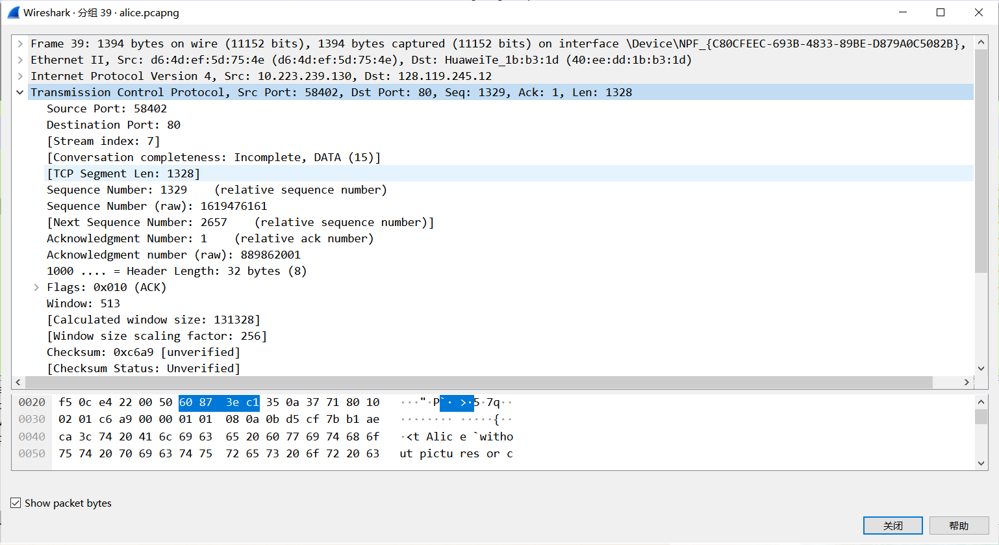 Wireshark · 分组 39 · alice.pcapng
Frame 39: 1394 bytes on wire (11152 bits), 1394 bytes captured (11152 bits) on interface \Device\NPF_{C80CFEEC-693B-4833-89BE-D879A0C5082B},
Ethernet II, Src: d6:4d:ef:5d:75:4e (d6:4d:ef:5d:75:4e), Dst: HuaweiTe_1b:b3:1d (40:ee:dd:1b:b3:1d)
Internet Protocol Version 4, Src: 10.223.239.130, Dst: 128.119.245.12
Transmission Control Protocol, Src Port: 58402, Dst Port: 80, Seq: 1329, Ack: 1, Len: 1328
Source Port: 58402
Destination Port: 80
[Stream index: 7]
[Conversation completeness: Incomplete, DATA (15)]
[TCP Segment Len: 1328]
Sequence Number: 1329    (relative sequence number)
Sequence Number (raw): 1619476161
[Next Sequence Number: 2657    (relative sequence number)]
Acknowledgment Number: 1    (relative ack number)
Acknowledgment number (raw): 889862001
1000 .... = Header Length: 32 bytes (8)
Flags: 0x010 (ACK)
Window: 513
[Calculated window size: 131328]
[Window size scaling factor: 256]
Checksum: 0xc6a9 [unverified]
[Checksum Status: Unverified]
0020 f5 0c e4 22 00 50 60 87 3e c1 35 0a 37 71 80 10 ···"·P`· >·5·7q··
0030 02 01 c6 a9 00 00 01 01 08 0a 0b d5 cf 7b b1 ae ········ ·····{··
0040 ca 3c 74 20 41 6c 69 63 65 20 60 77 69 74 68 6f ·<t Alic e `witho
0050 75 74 20 70 69 63 74 75 72 65 73 20 6f 72 20 63 ut pictu res or c
Show packet bytes
关闭 帮助